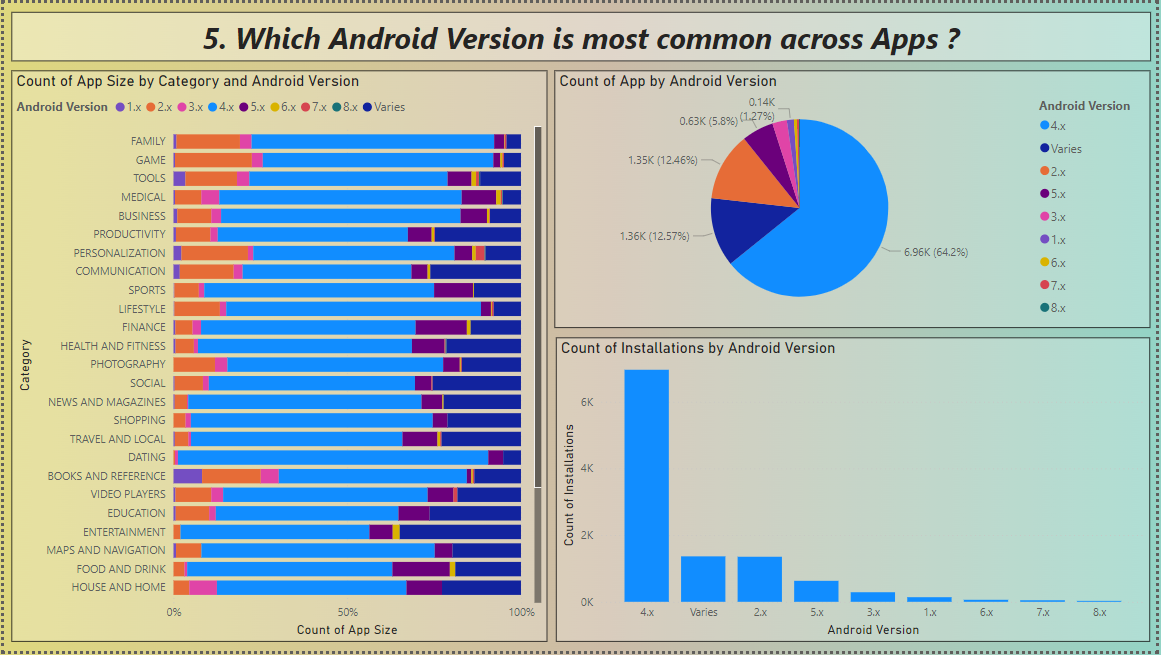 5. Which Android Version is most common across Apps ?
Count of App Size by Category and Android Version
Android Version 1.x 2.x 3.x 4.x 5.x 6.x 7.x 8.x Varies
Category
FAMILY
GAME
TOOLS
MEDICAL
BUSINESS
PRODUCTIVITY
PERSONALIZATION
COMMUNICATION
SPORTS
LIFESTYLE
FINANCE
HEALTH AND FITNESS
PHOTOGRAPHY
SOCIAL
NEWS AND MAGAZINES
SHOPPING
TRAVEL AND LOCAL
DATING
BOOKS AND REFERENCE
VIDEO PLAYERS
EDUCATION
ENTERTAINMENT
MAPS AND NAVIGATION
FOOD AND DRINK
HOUSE AND HOME
0% 50% 100%
Count of App Size
Count of App by Android Version
0.14K
(1.27%)
0.63K (5.8%)
1.35K (12.46%)
1.36K (12.57%)
6.96K (64.2%)
Android Version
4.x
Varies
2.x
5.x
3.x
1.x
6.x
7.x
8.x
Count of Installations by Android Version
Count of Installations
6K
4K
2K
0K
4.x Varies 2.x 5.x 3.x 1.x 6.x 7.x 8.x
Android Version